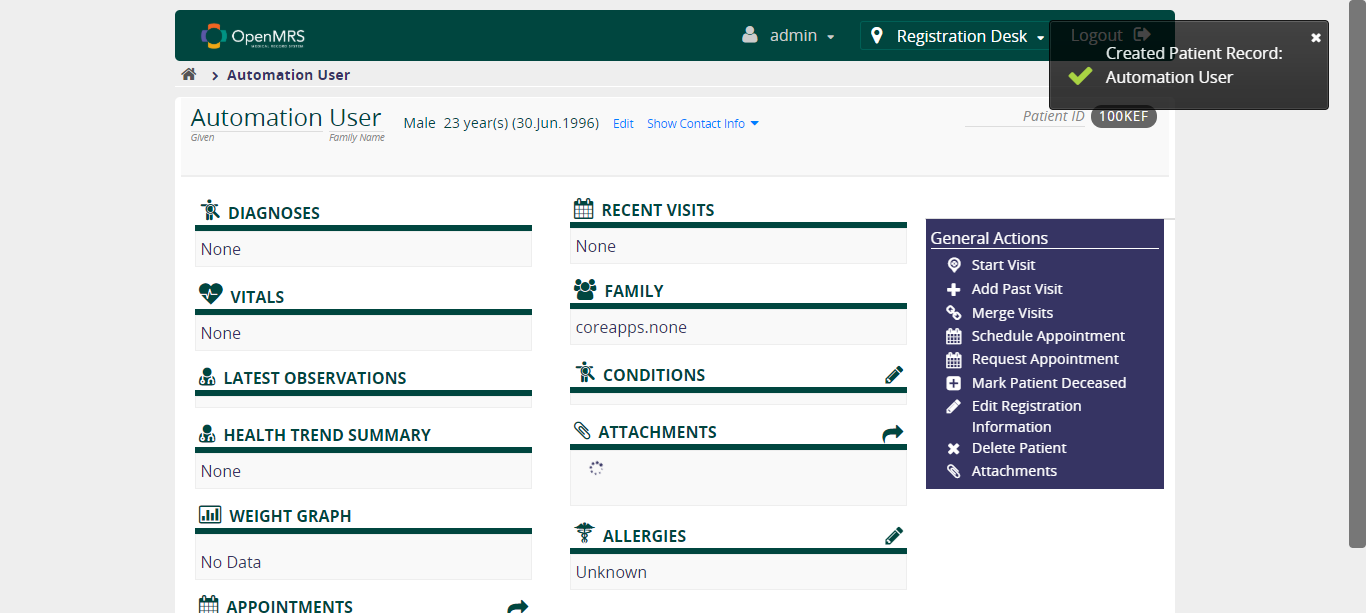 OpenMRS
MEDICAL RECORD SYSTEM
admin
Registration Desk
Logout
Created Patient Record:
Automation User
Automation User
Automation User
Given
Family Name
Male 23 year(s) (30.Jun.1996) Edit Show Contact Info
Patient ID 100KEF
DIAGNOSES
None
VITALS
None
LATEST OBSERVATIONS
HEALTH TREND SUMMARY
None
WEIGHT GRAPH
No Data
APPOINTMENTS
RECENT VISITS
None
FAMILY
coreapps.none
CONDITIONS
ATTACHMENTS
ALLERGIES
Unknown
General Actions
Start Visit
Add Past Visit
Merge Visits
Schedule Appointment
Request Appointment
Mark Patient Deceased
Edit Registration
Information
Delete Patient
Attachments